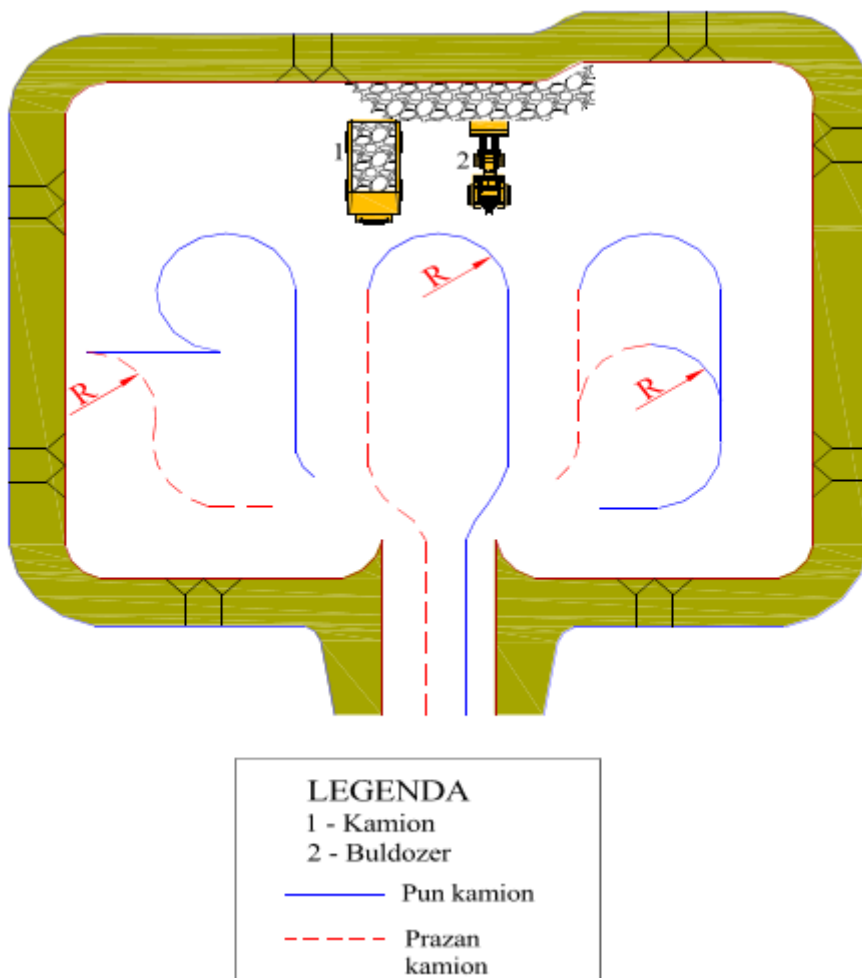 1
2
R
R
R
LEGENDA
1 - Kamion
2 - Buldozer
Pun kamion
Prazan
kamion